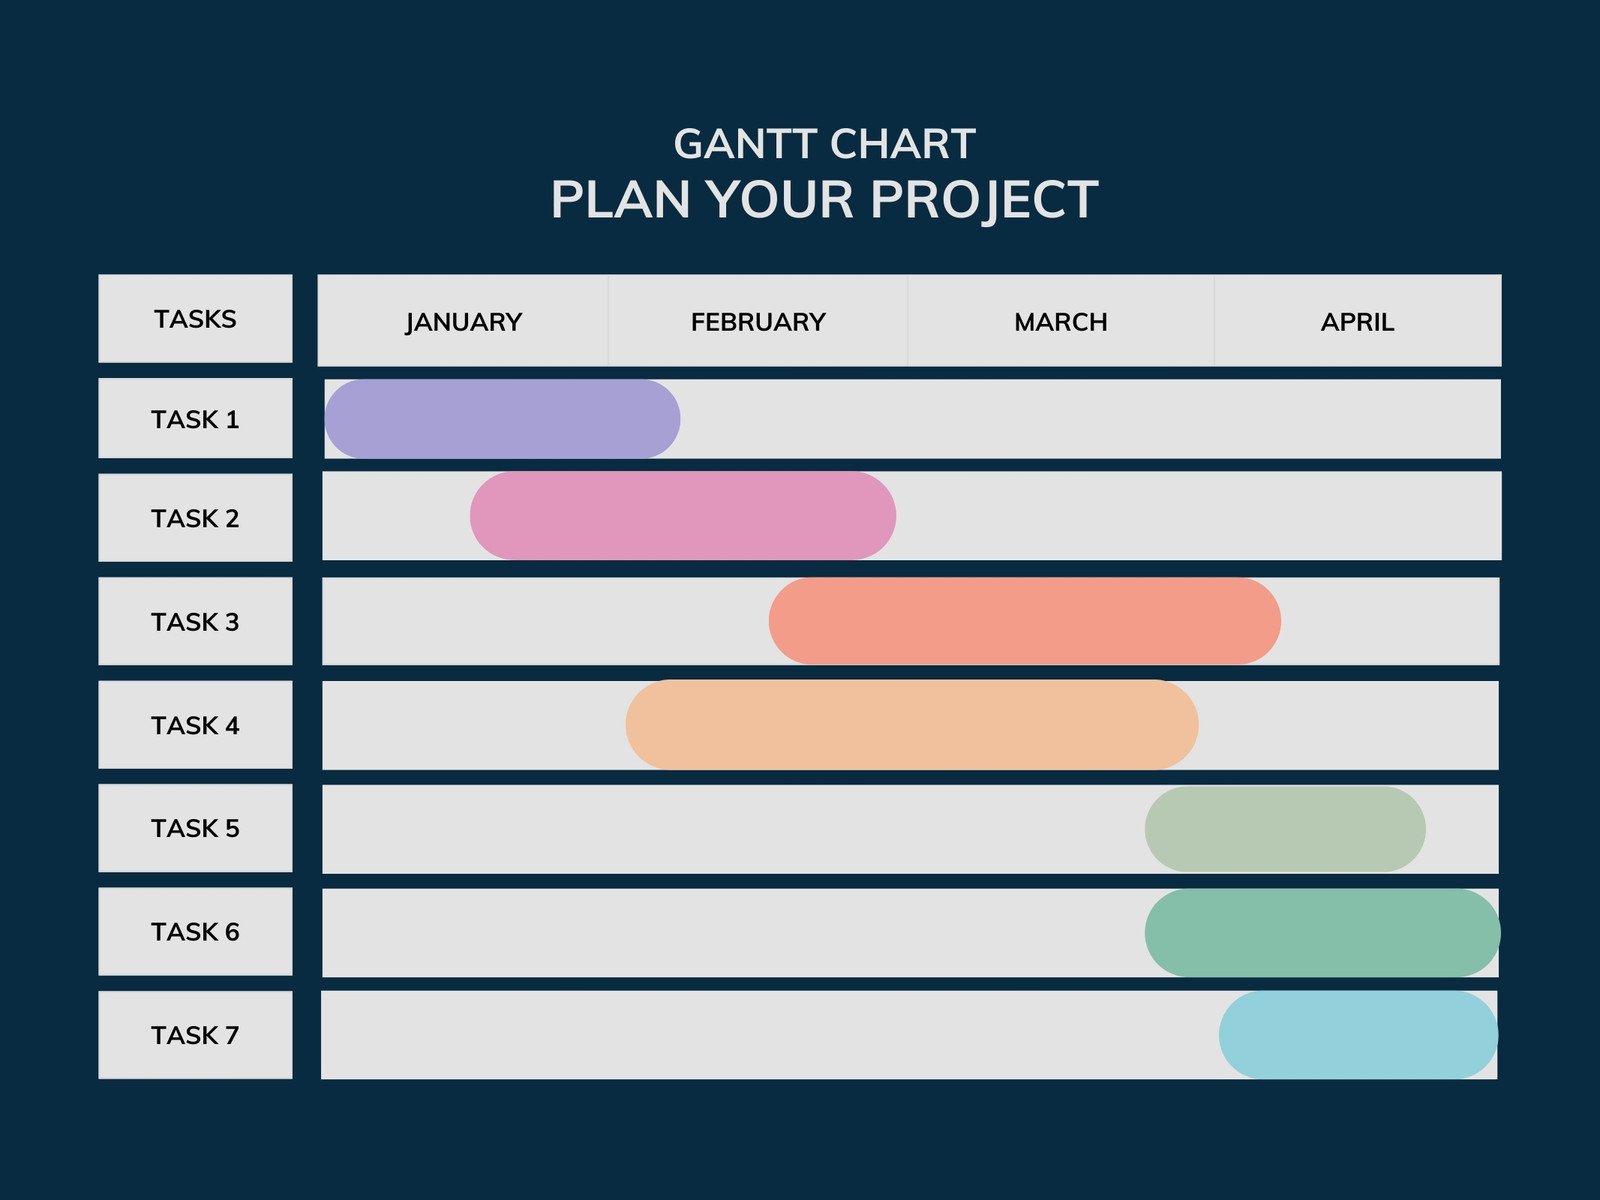 GANTT CHART
PLAN YOUR PROJECT
TASKS JANUARY FEBRUARY MARCH APRIL
TASK 1
TASK 2
TASK 3
TASK 4
TASK 5
TASK 6
TASK 7